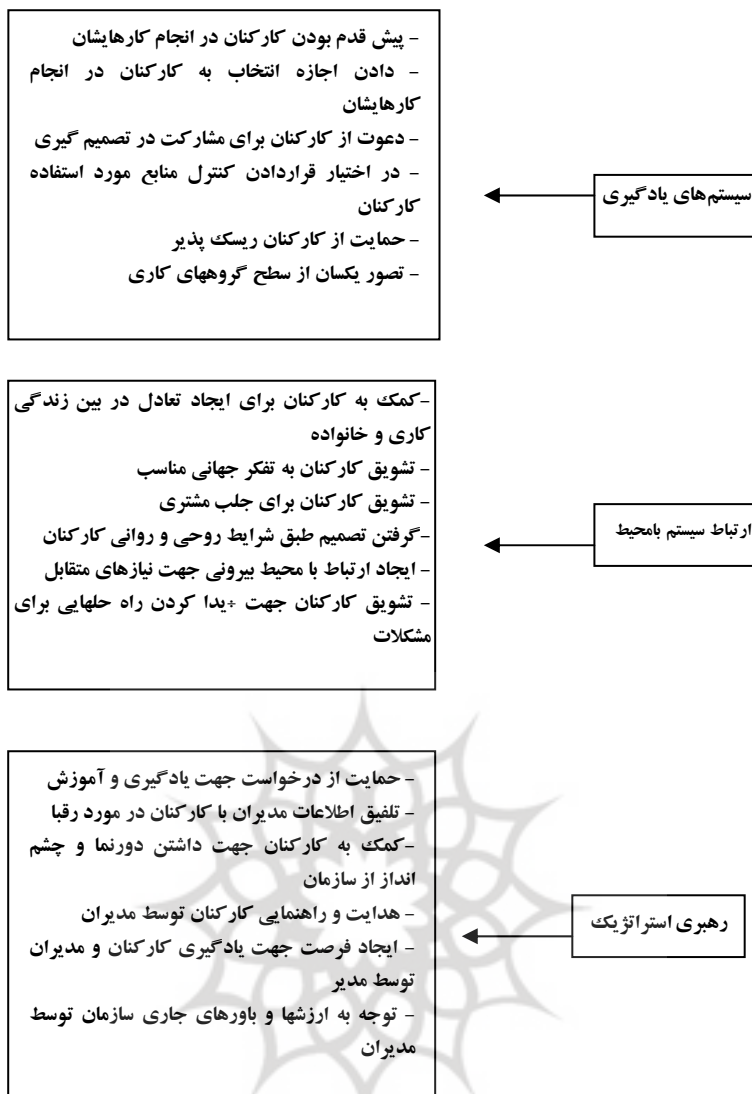 - پیش قدم بودن کارکنان در انجام کارهایشان
- دادن اجازه انتخاب به کارکنان در انجام
کارهایشان
- دعوت از کارکنان برای مشارکت در تصمیم گیری
- در اختیار قراردادن کنترل منابع مورد استفاده
کارکنان
- حمایت از کارکنان ریسک پذیر
- تصور یکسان از سطح گروههای کاری
سیستم‌های یادگیری
-کمک به کارکنان برای ایجاد تعادل در بین زندگی
کاری و خانواده
- تشویق کارکنان به تفکر جهانی مناسب
- تشویق کارکنان برای جلب مشتری
-گرفتن تصمیم طبق شرایط روحی و روانی کارکنان
- ایجاد ارتباط با محیط بیرونی جهت نیازهای متقابل
- تشویق کارکنان جهت ÷یدا کردن راه حلهایی برای
مشکلات
ارتباط سیستم بامحیط
- حمایت از درخواست جهت یادگیری و آموزش
- تلفیق اطلاعات مدیران با کارکنان در مورد رقبا
-کمک به کارکنان جهت داشتن دورنما و چشم
انداز از سازمان
- هدایت و راهنمایی کارکنان توسط مدیران
- ایجاد فرصت جهت یادگیری کارکنان و مدیران
توسط مدیر
- توجه به ارزشها و باورهای جاری سازمان توسط
مدیران
رهبری استراتژیک